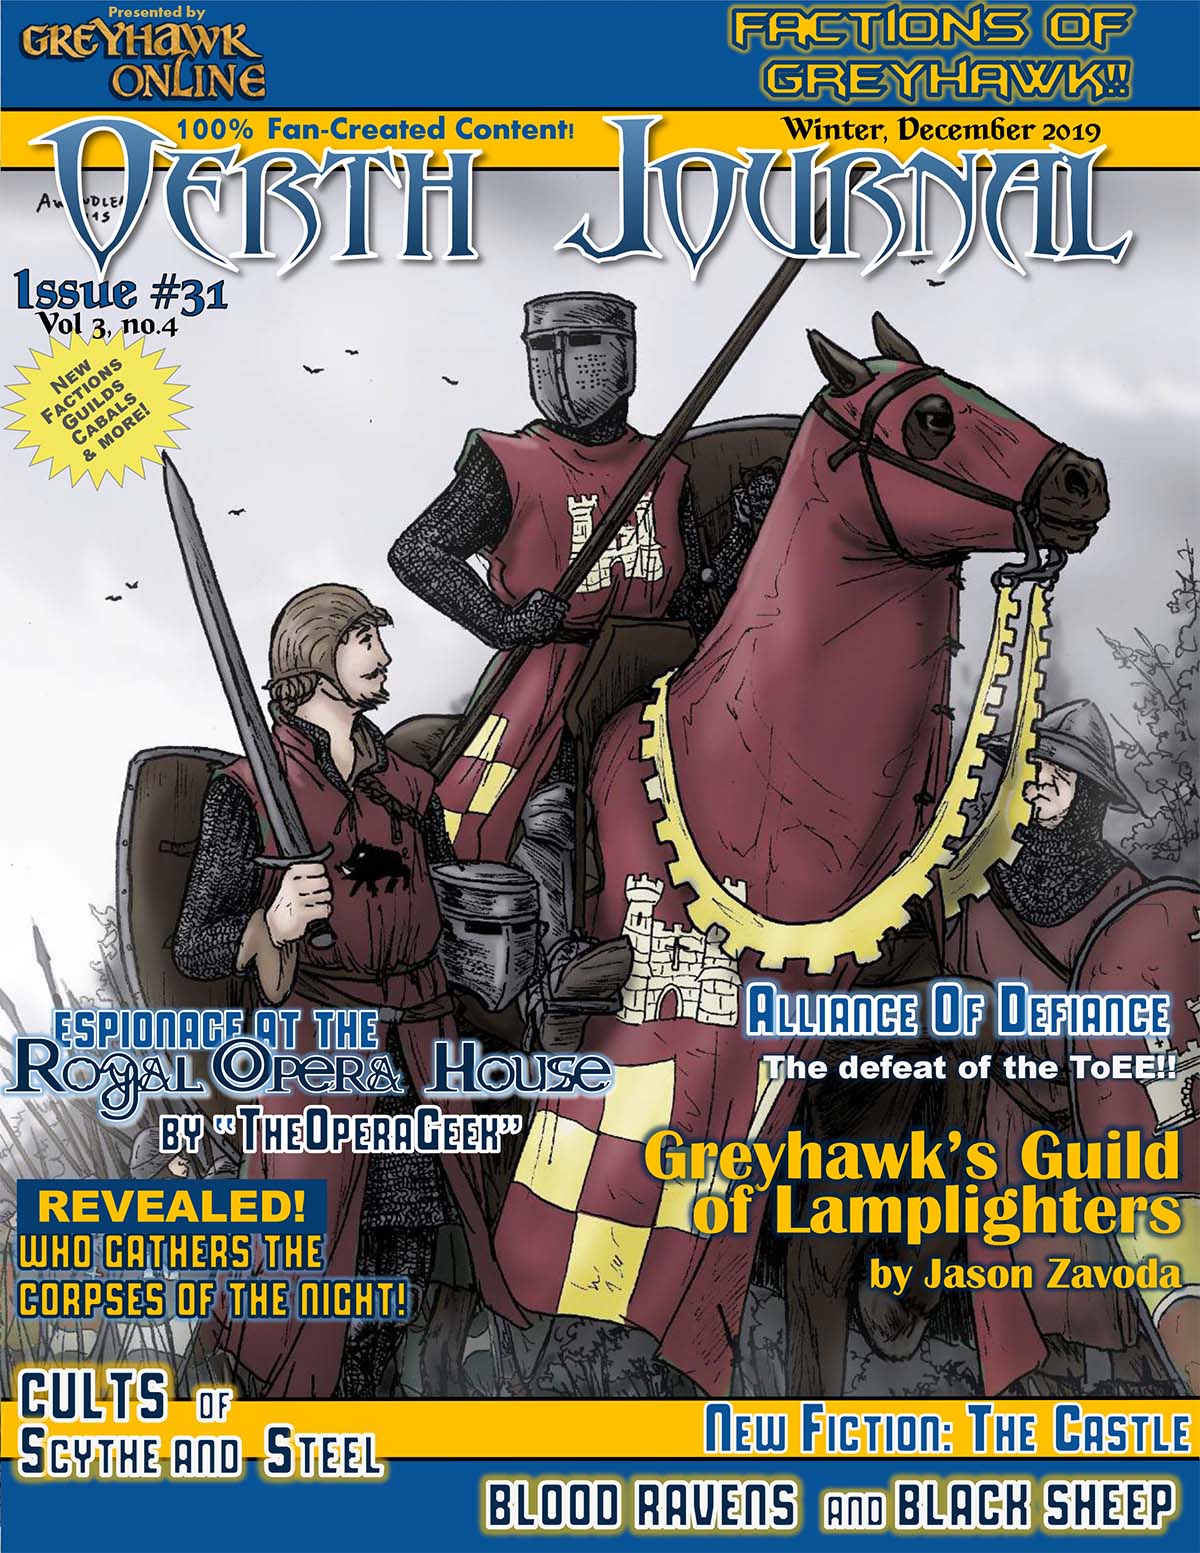 Presented by
GREYHAWK
ONLINE
FACTIONS OF
GREYHAWK!!
100% Fan-Created Content!
Winter, December 2019
OERTH JOURNAL
Issue #31
Vol 3, no.4
New
Factions
Guilds
Cabals
& more!
ESPIONAGE AT THE
Royal Opera House
by "TheOperaGeek"
Alliance Of Defiance
The defeat of the ToEE!!
Greyhawk's Guild
of Lamplighters
by Jason Zavoda
REVEALED!
WHO GATHERS THE
CORPSES OF THE NIGHT!
CULTS OF
Scythe and Steel
New Fiction: The Castle
BLOOD RAVENS AND BLACK SHEEP